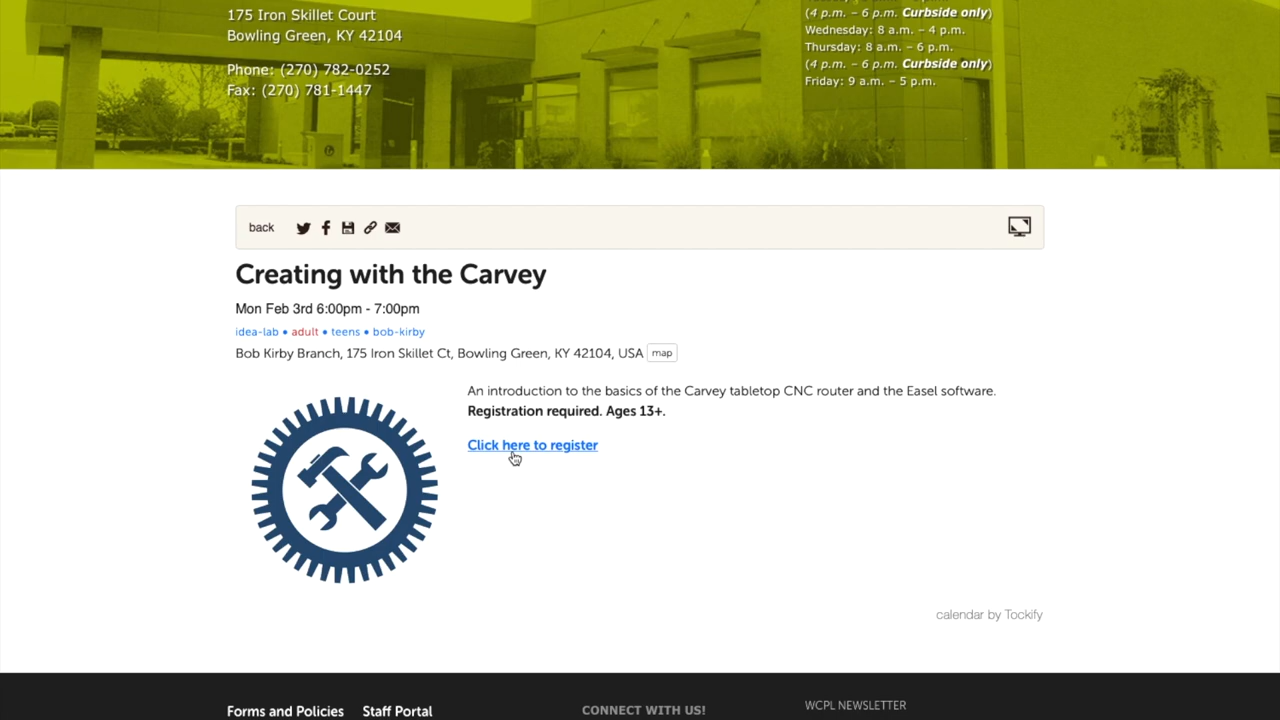 175 Iron Skillet Court
Bowling Green, KY 42104
Phone: (270) 782-0252
Fax: (270) 781-1447
(4 p.m. – 6 p.m. Curbside only)
Wednesday: 8 a.m. – 4 p.m.
Thursday: 8 a.m. – 6 p.m.
(4 p.m. – 6 p.m. Curbside only)
Friday: 9 a.m. – 5 p.m.
back
Creating with the Carvey
Mon Feb 3rd 6:00pm - 7:00pm
idea-lab • adult • teens • bob-kirby
Bob Kirby Branch, 175 Iron Skillet Ct, Bowling Green, KY 42104, USA map
An introduction to the basics of the Carvey tabletop CNC router and the Easel software.
Registration required. Ages 13+.
Click here to register
calendar by Tockify
Forms and Policies Staff Portal
CONNECT WITH US!
WCPL NEWSLETTER